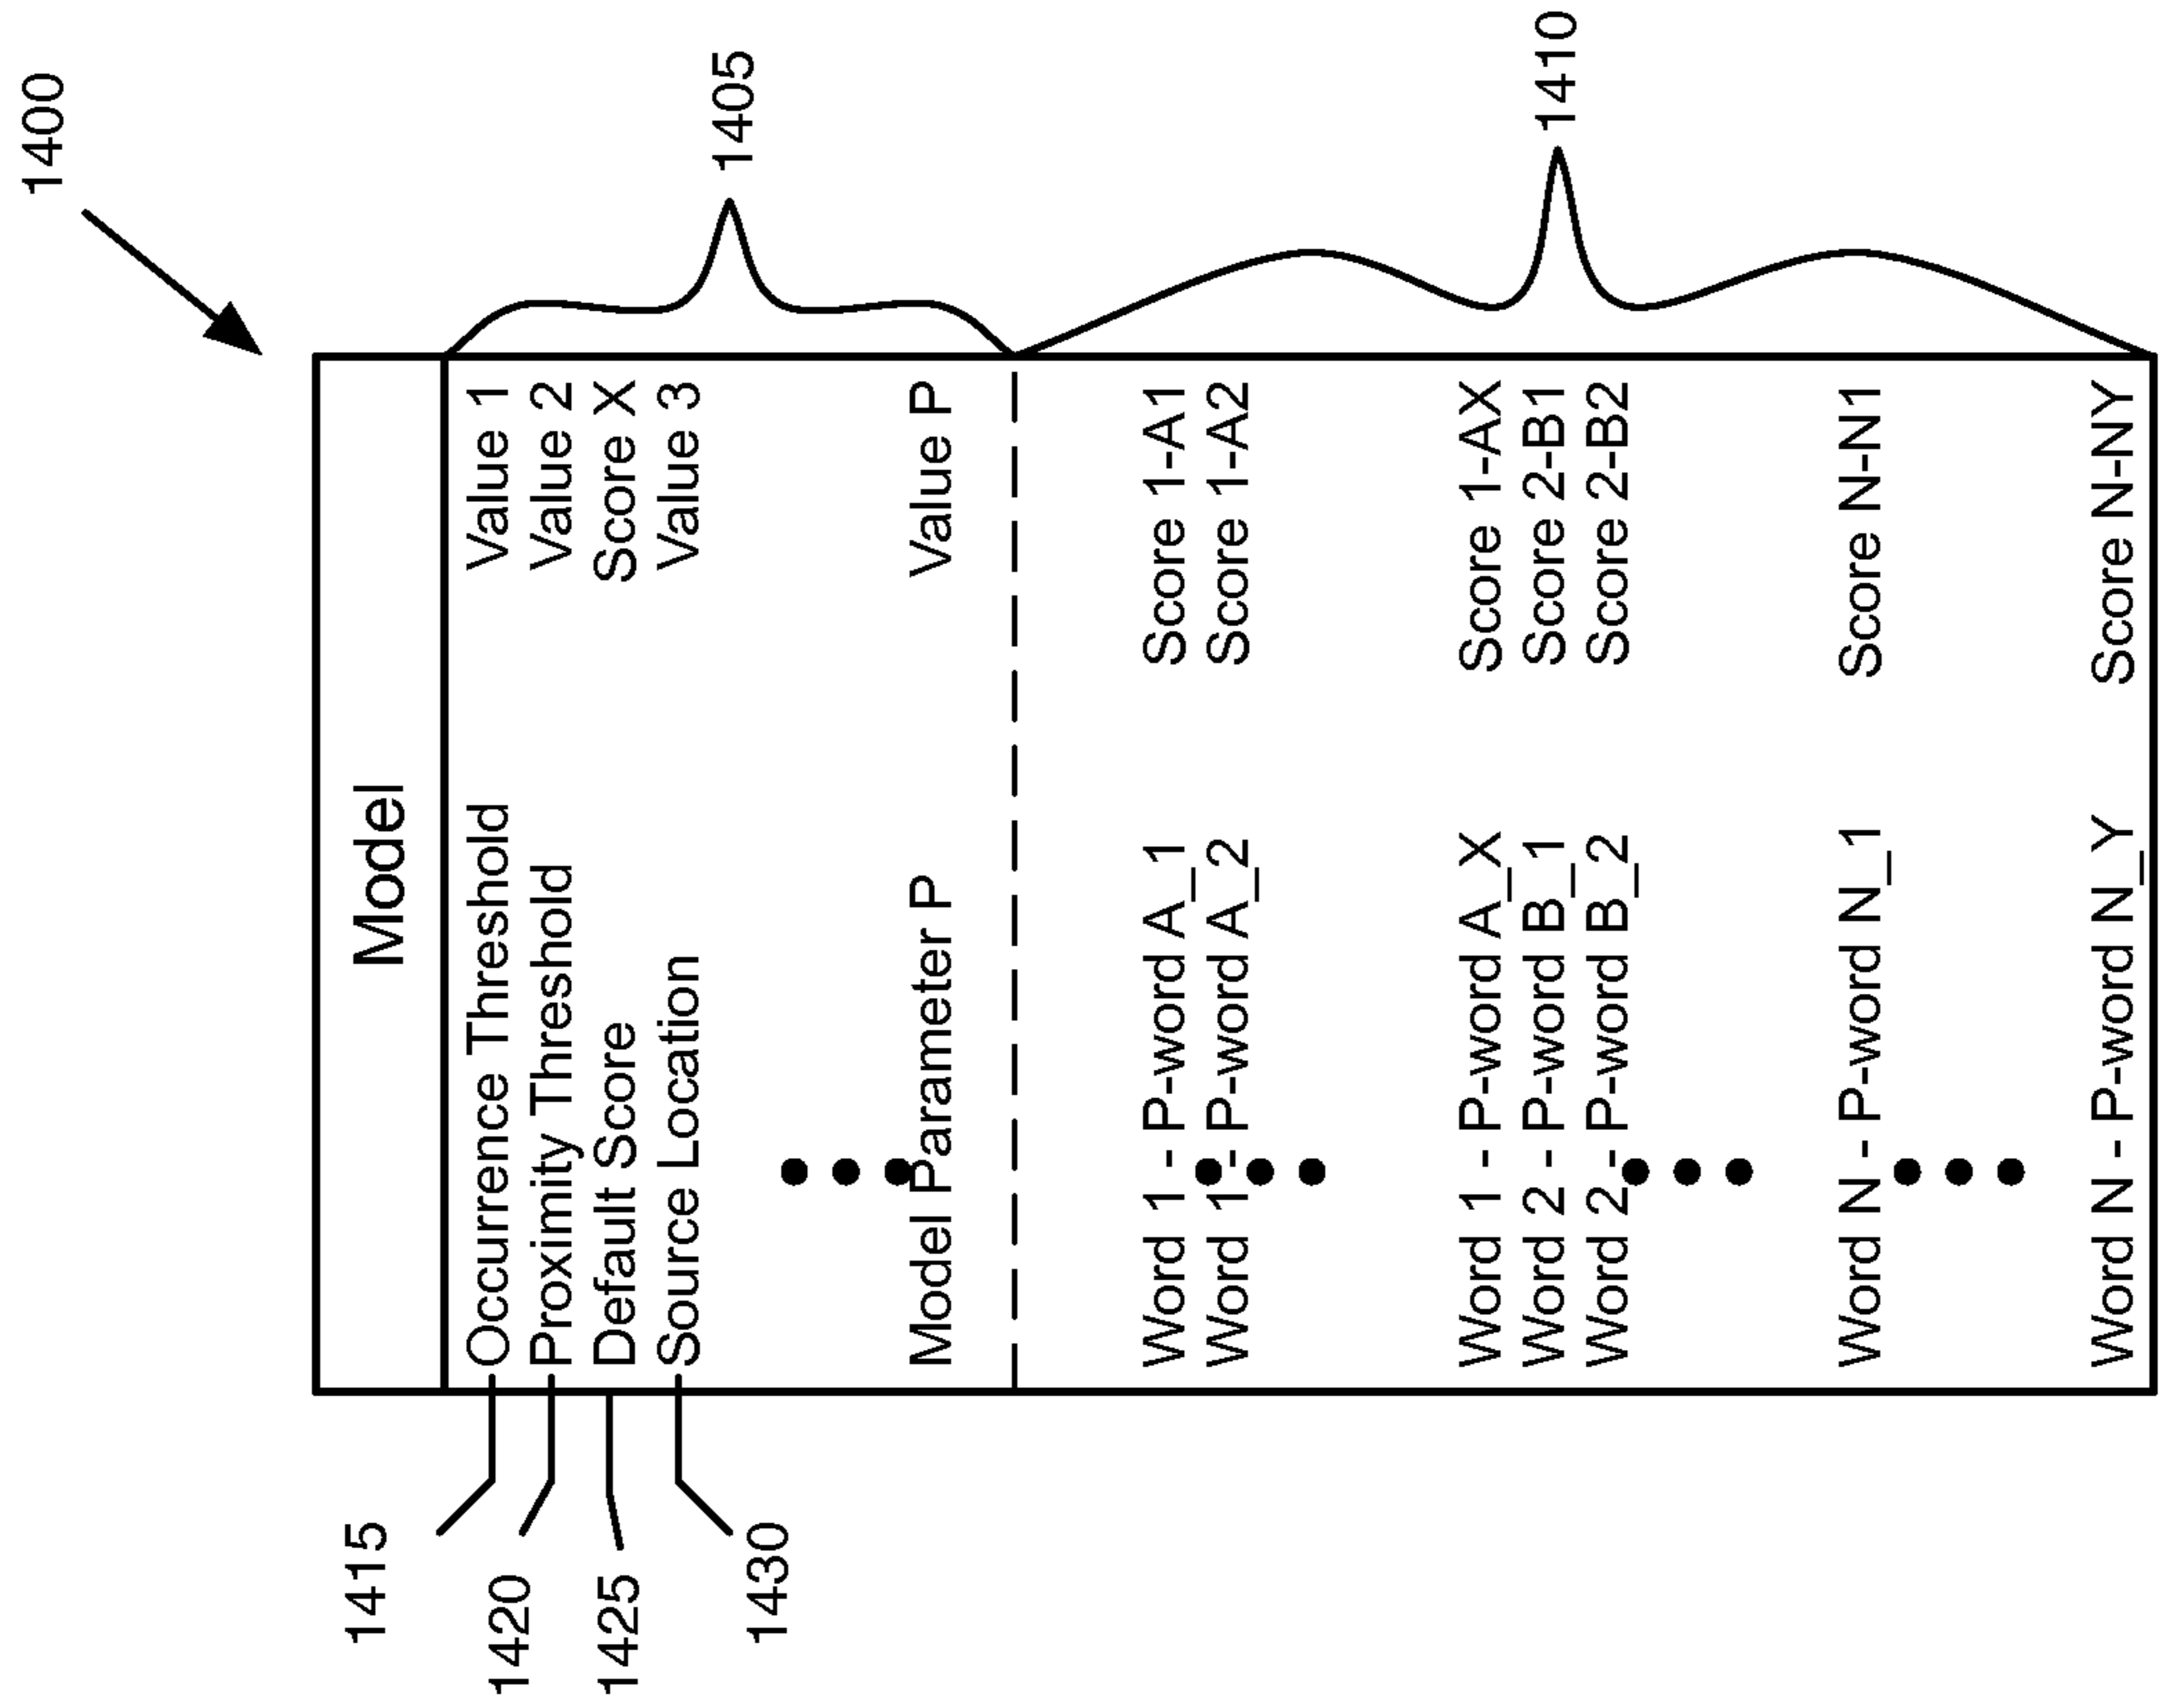 1400
Model
1415
Occurrence Threshold Value 1
1420
Proximity Threshold Value 2
1425
Default Score Score X
1430
Source Location Value 3
1405
Model Parameter P Value P
Word 1 - P-word A_1 Score 1-A1
Word 1 - P-word A_2 Score 1-A2
Word 1 - P-word A_X Score 1-AX
1410
Word 2 - P-word B_1 Score 2-B1
Word 2 - P-word B_2 Score 2-B2
Word N - P-word N_1 Score N-N1
Word N - P-word N_Y Score N-NY